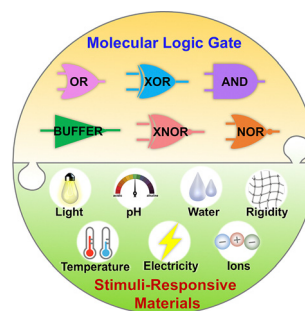 Molecular Logic Gate
OR XOR AND
BUFFER XNOR NOR
Light pH Water Rigidity
Temperature Electricity Ions
Stimuli-Responsive
Materials